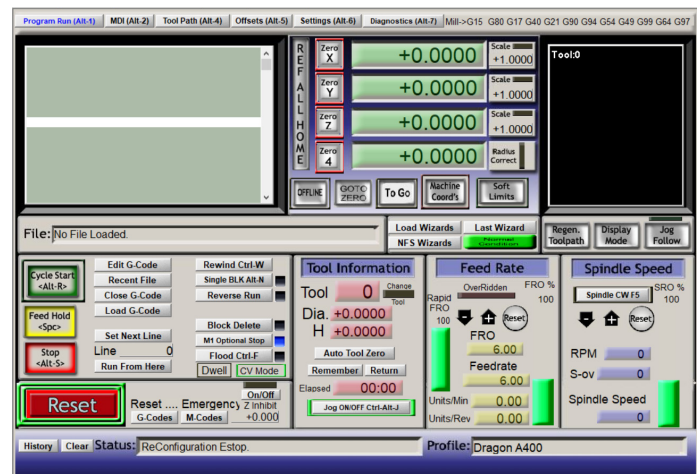 Program Run (Alt-1) MDI (Alt-2) Tool Path (Alt-4) Offsets (Alt-5) Settings (Alt-6) Diagnostics (Alt-7) Mill->G15 G80 G17 G40 G21 G90 G94 G54 G49 G99 G64 G97
REF ALL HOME
Zero X +0.0000 Scale +1.0000
Zero Y +0.0000 Scale +1.0000
Zero Z +0.0000 Scale +1.0000
Zero 4 +0.0000 Radius Correct
OFFLINE GOTO ZERO To Go Machine Coord's Soft Limits
Tool:0
File: No File Loaded.
Load Wizards Last Wizard
NFS Wizards Normal Condition
Regen. Toolpath Display Mode Jog Follow
Cycle Start <Alt-R>
Feed Hold <Spc>
Stop <Alt-S>
Edit G-Code
Recent File
Close G-Code
Load G-Code
Set Next Line
Line 0
Run From Here
Rewind Ctrl-W
Single BLK Alt-N
Reverse Run
Block Delete
M1 Optional Stop
Flood Ctrl-F
Dwell CV Mode
Reset
Reset .... Emergency
G-Codes M-Codes
On/Off
Z Inhibit
+0.000
Tool Information
Tool 0 Change Tool
Dia. +0.0000
H +0.0000
Auto Tool Zero
Remember Return
Elapsed 00:00
Jog ON/OFF Ctrl-Alt-J
Feed Rate
OverRidden FRO %
Rapid FRO 100 100
Reset
FRO
6.00
Feedrate
6.00
Units/Min 0.00
Units/Rev 0.00
Spindle Speed
Spindle CW F5 SRO %
100
Reset
RPM 0
S-ov 0
Spindle Speed
0
History Clear Status: ReConfiguration Estop. Profile: Dragon A400